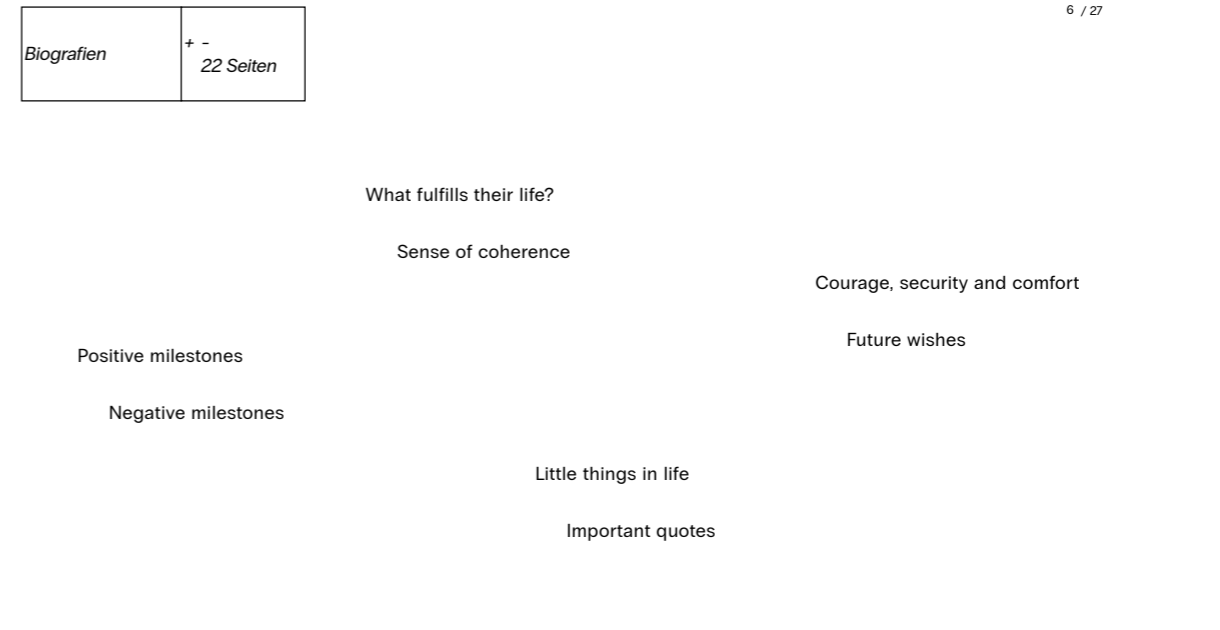 6 / 27
Biografien
+ -
22 Seiten
What fulfills their life?
Sense of coherence
Courage, security and comfort
Future wishes
Positive milestones
Negative milestones
Little things in life
Important quotes